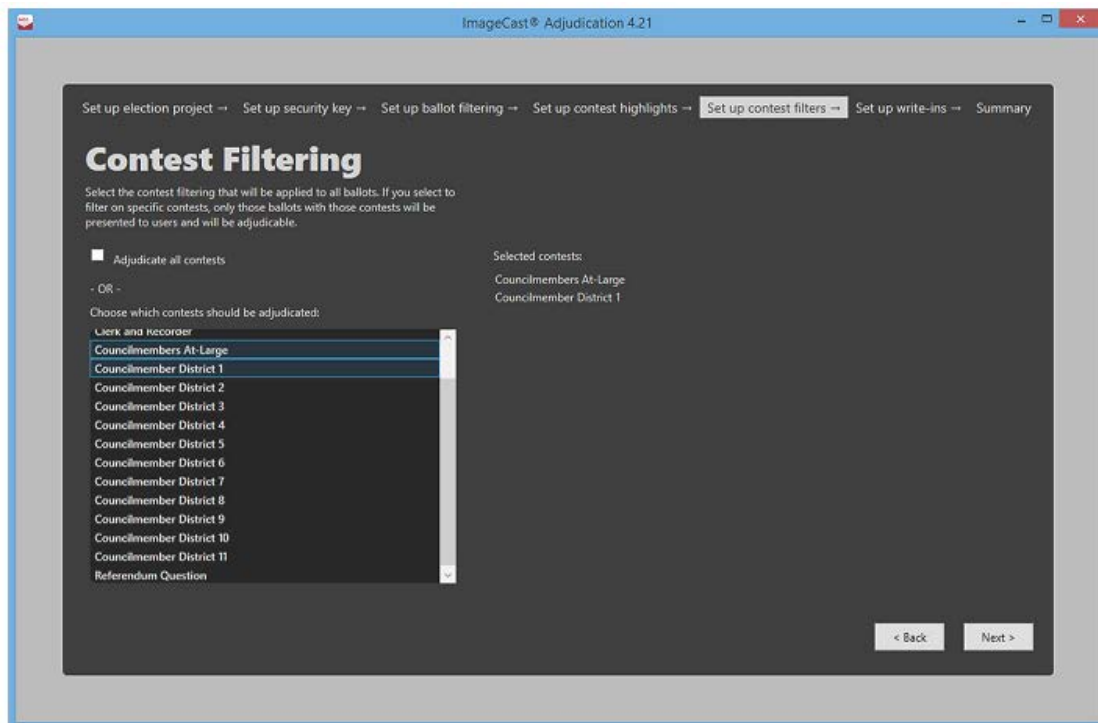 ImageCast® Adjudication 4.21
Set up election project → Set up security key → Set up ballot filtering → Set up contest highlights → Set up contest filters → Set up write-ins → Summary
Contest Filtering
Select the contest filtering that will be applied to all ballots. If you select to
filter on specific contests, only those ballots with those contests will be
presented to users and will be adjudicable.
Adjudicate all contests
- OR -
Choose which contests should be adjudicated:
Clerk and Recorder
Councilmembers At-Large
Councilmember District 1
Councilmember District 2
Councilmember District 3
Councilmember District 4
Councilmember District 5
Councilmember District 6
Councilmember District 7
Councilmember District 8
Councilmember District 9
Councilmember District 10
Councilmember District 11
Referendum Question
Selected contests:
Councilmembers At-Large
Councilmember District 1
< Back
Next >